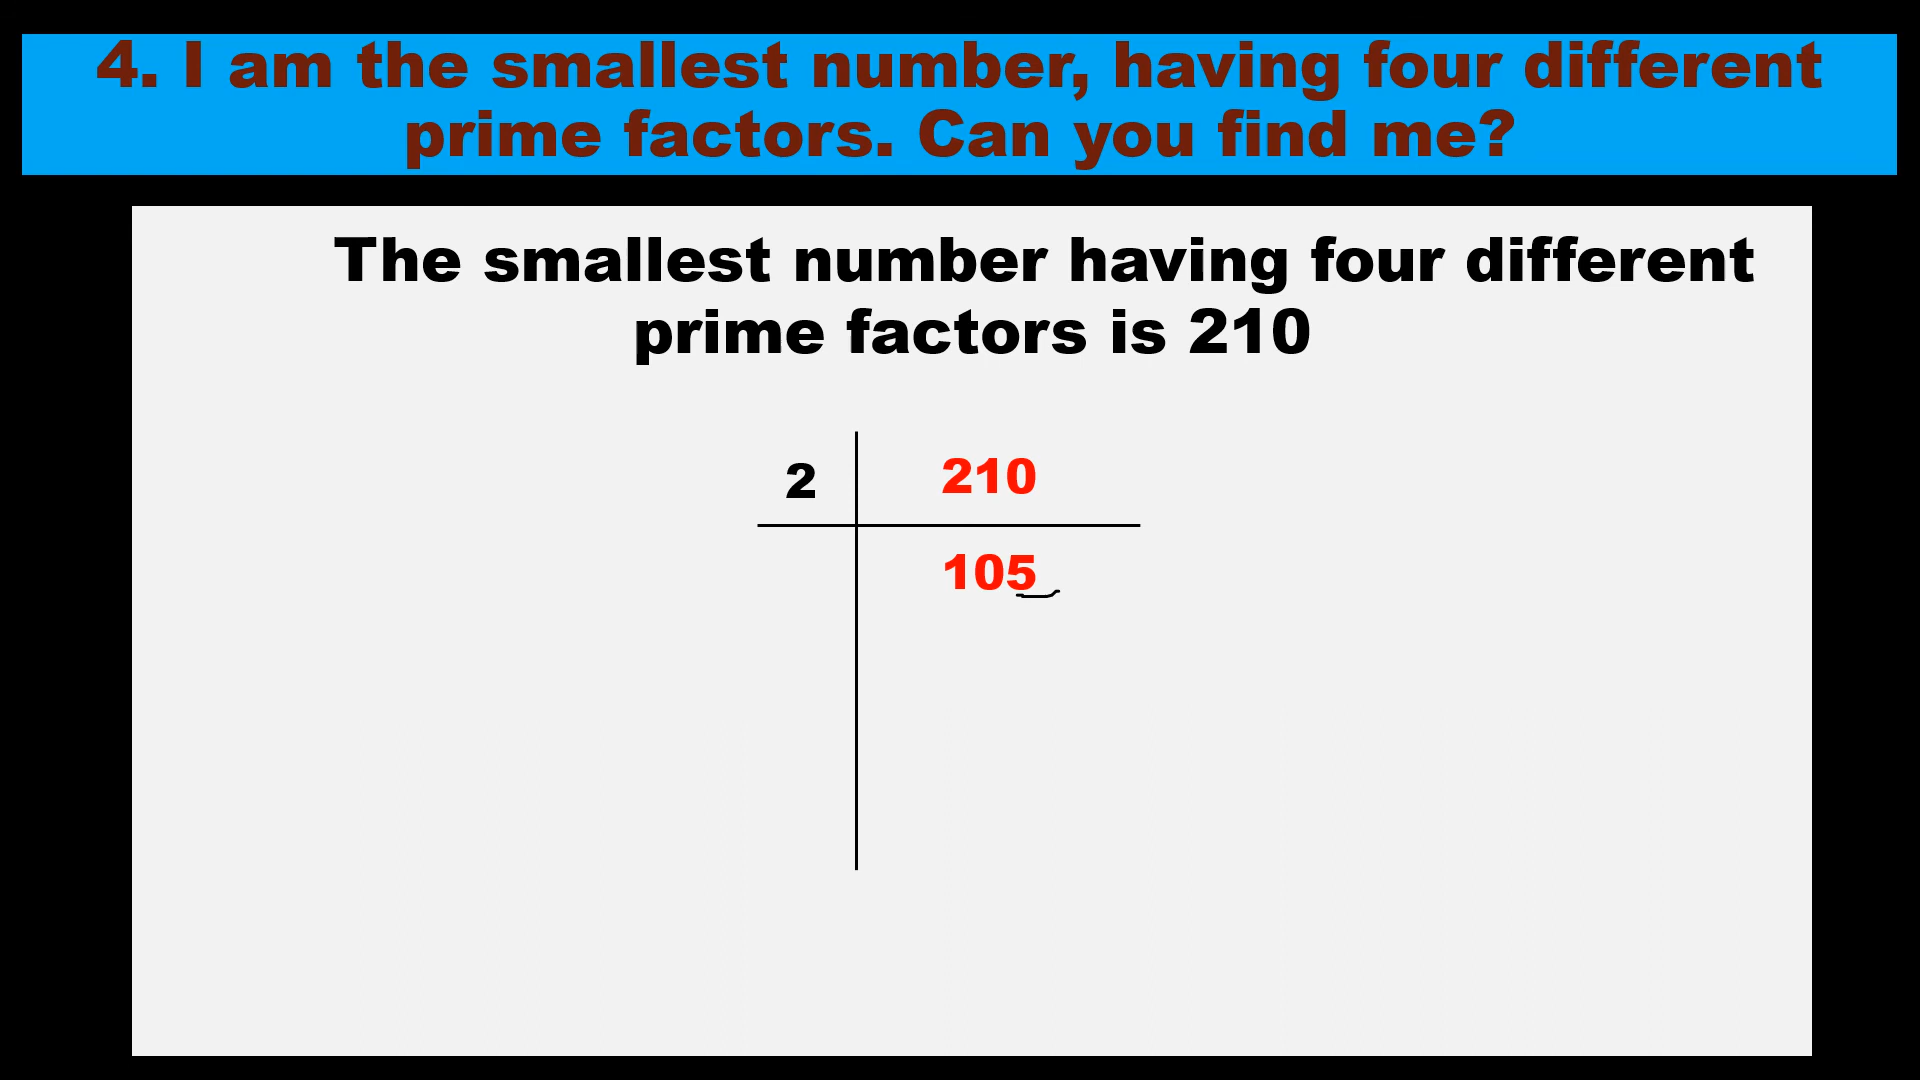 4. I am the smallest number, having four different
prime factors. Can you find me?
The smallest number having four different
prime factors is 210
2 210
105